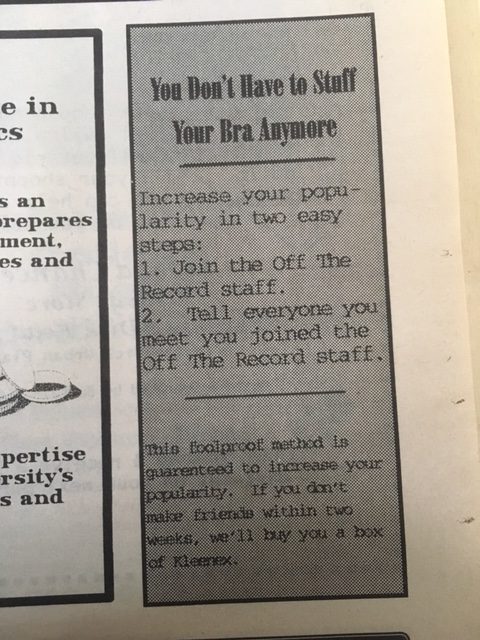 e in
cs
s an
prepares
ment,
es and
pertise
rsity's
s and
You Don't Have to Stuff
Your Bra Anymore
Increase your popu-
larity in two easy
steps:
1. Join the Off The
Record staff.
2. Tell everyone you
meet you joined the
Off The Record staff.
This foolproof method is
guarenteed to increase your
popularity. If you don't
make friends within two
weeks, we'll buy you a box
of Kleenex.